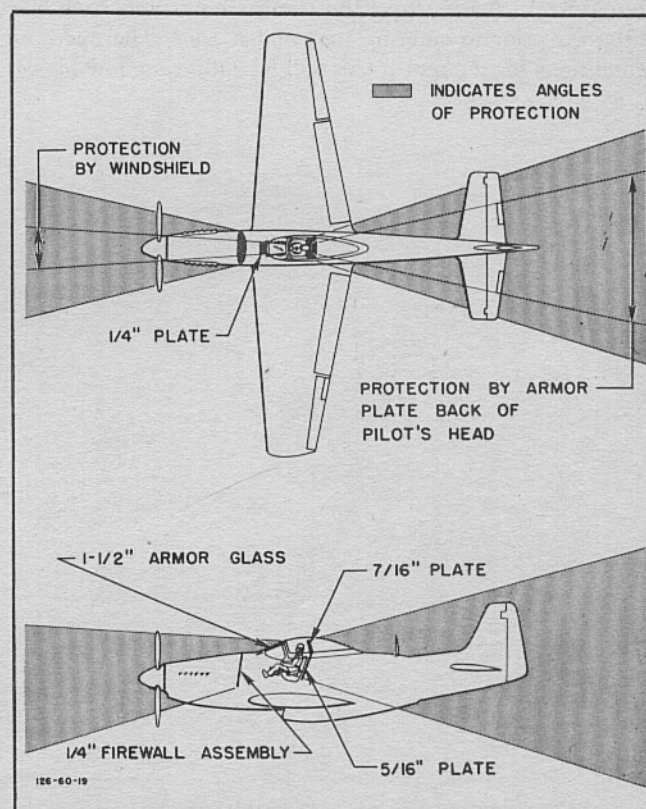 INDICATES ANGLES
OF PROTECTION
PROTECTION
BY WINDSHIELD
1/4" PLATE
PROTECTION BY ARMOR
PLATE BACK OF
PILOT'S HEAD
1-1/2" ARMOR GLASS
7/16" PLATE
1/4" FIREWALL ASSEMBLY
5/16" PLATE
126-60-19